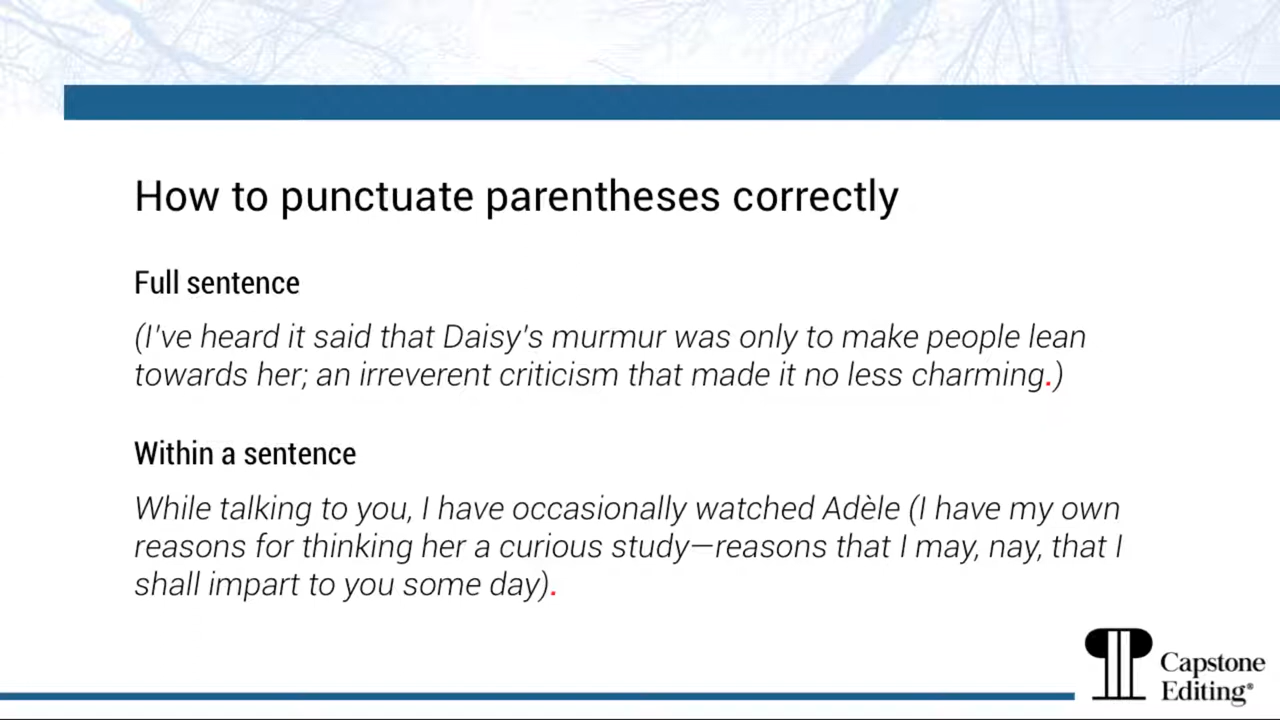 How to punctuate parentheses correctly
Full sentence
(I've heard it said that Daisy's murmur was only to make people lean
towards her; an irreverent criticism that made it no less charming.)
Within a sentence
While talking to you, I have occasionally watched Adèle (I have my own
reasons for thinking her a curious study—reasons that I may, nay, that I
shall impart to you some day).
Capstone
Editing®